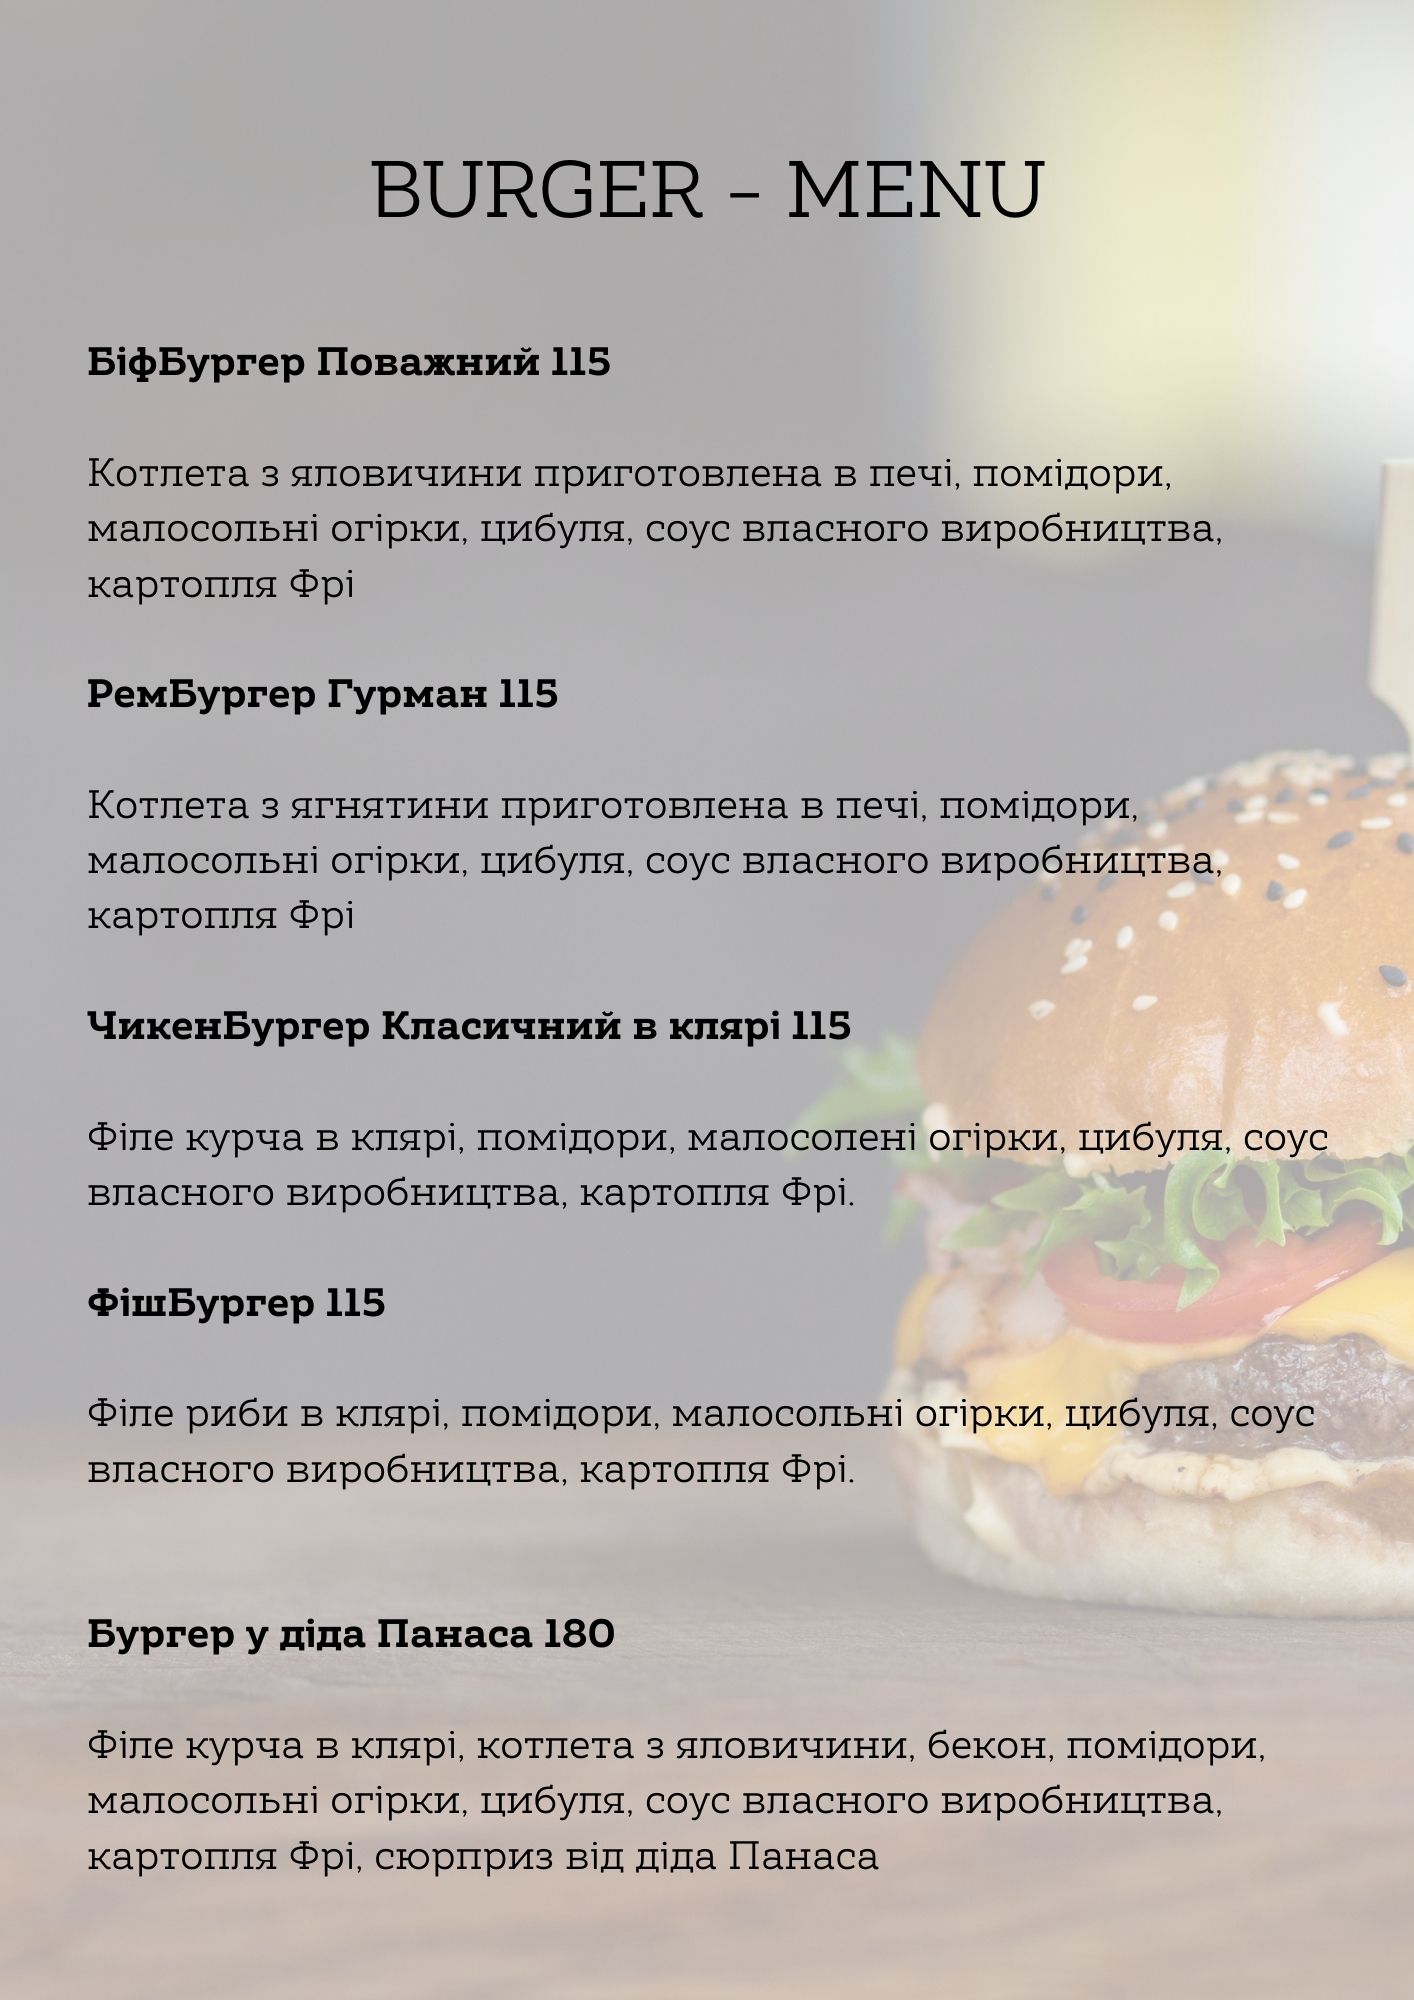 BURGER - MENU
БіфБургер Поважний 115
Котлета з яловичини приготовлена в печі, помідори,
малосольні огірки, цибуля, соус власного виробництва,
картопля Фрі
РемБургер Гурман 115
Котлета з ягнятини приготовлена в печі, помідори,
малосольні огірки, цибуля, соус власного виробництва,
картопля Фрі
ЧикенБургер Класичний в клярі 115
Філе курча в клярі, помідори, малосолені огірки, цибуля, соус
власного виробництва, картопля Фрі.
ФішБургер 115
Філе риби в клярі, помідори, малосольні огірки, цибуля, соус
власного виробництва, картопля Фрі.
Бургер у діда Панаса 180
Філе курча в клярі, котлета з яловичини, бекон, помідори,
малосольні огірки, цибуля, соус власного виробництва,
картопля Фрі, сюрприз від діда Панаса